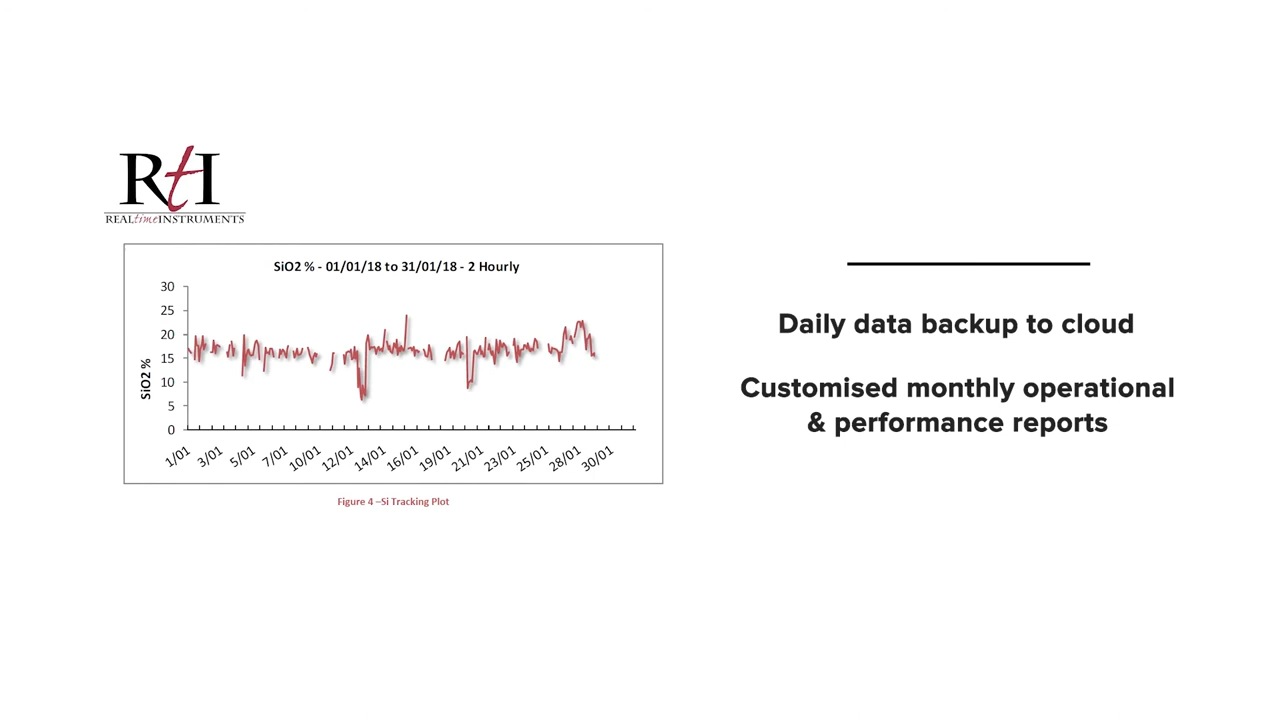 RtI
REALtimeINSTRUMENTS
SiO2 % - 01/01/18 to 31/01/18 - 2 Hourly
30
25
20
15
10
5
0
SiO2 %
1/01 3/01 5/01 7/01 10/01 12/01 14/01 16/01 19/01 21/01 23/01 25/01 28/01 30/01
Figure 4 –Si Tracking Plot
Daily data backup to cloud
Customised monthly operational
& performance reports